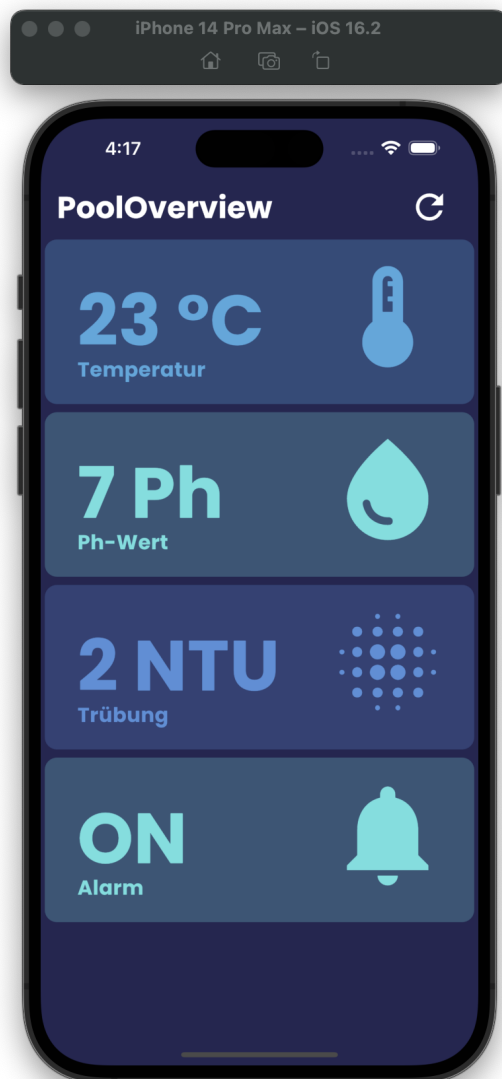 iPhone 14 Pro Max – iOS 16.2
4:17
PoolOverview
23 °C
Temperatur
7 Ph
Ph-Wert
2 NTU
Trübung
ON
Alarm